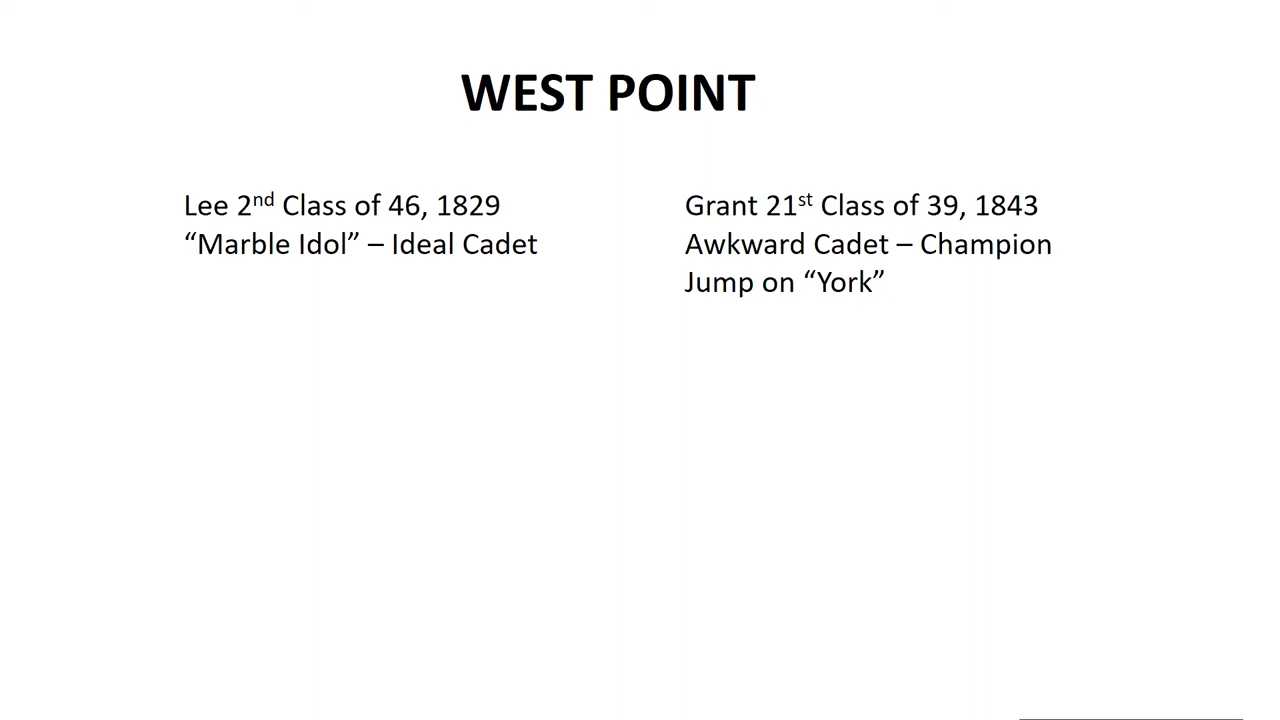 WEST POINT
Lee 2nd Class of 46, 1829
“Marble Idol” – Ideal Cadet
Grant 21st Class of 39, 1843
Awkward Cadet – Champion
Jump on “York”